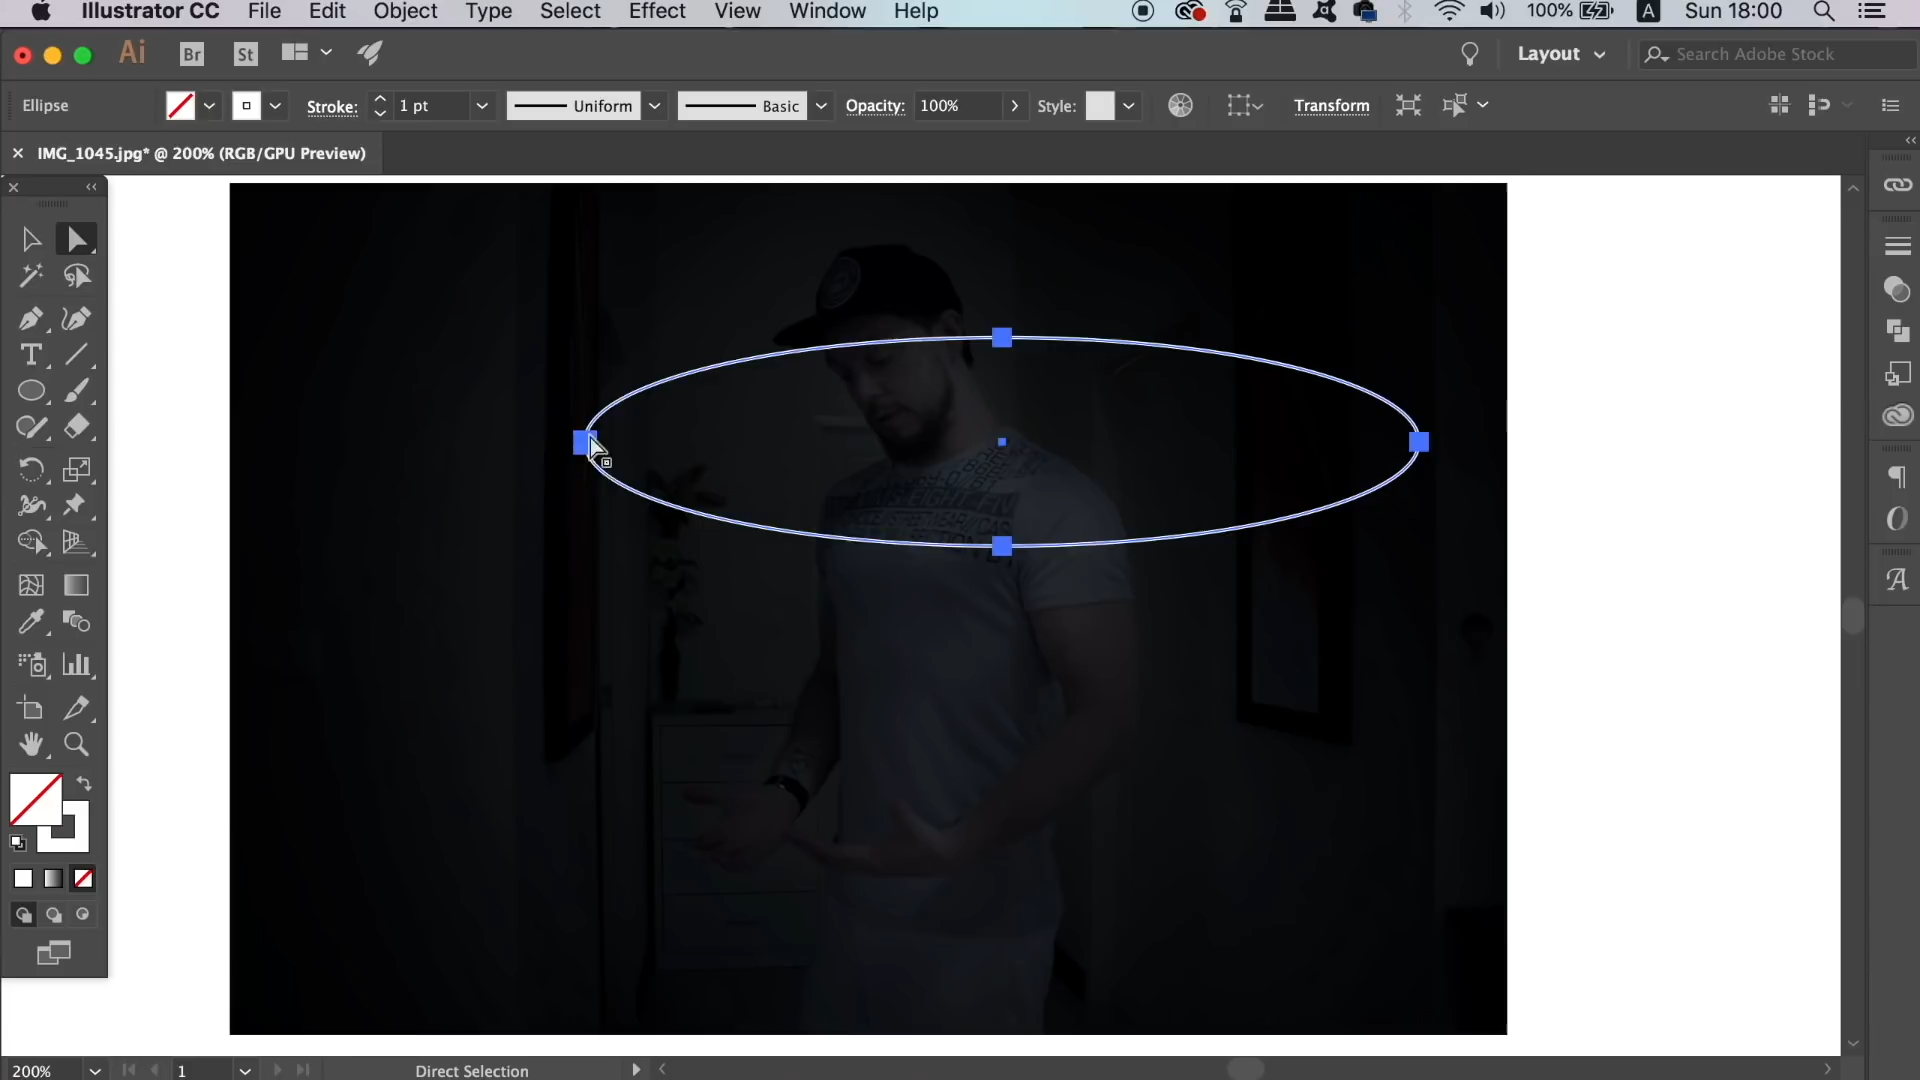 Illustrator CC File Edit Object Type Select Effect View Window Help 100% A Sun 18:00
Ai Br St Layout Search Adobe Stock
Ellipse Stroke: 1 pt Uniform Basic Opacity: 100% Style: Transform
IMG_1045.jpg* @ 200% (RGB/GPU Preview)
200% 1 Direct Selection